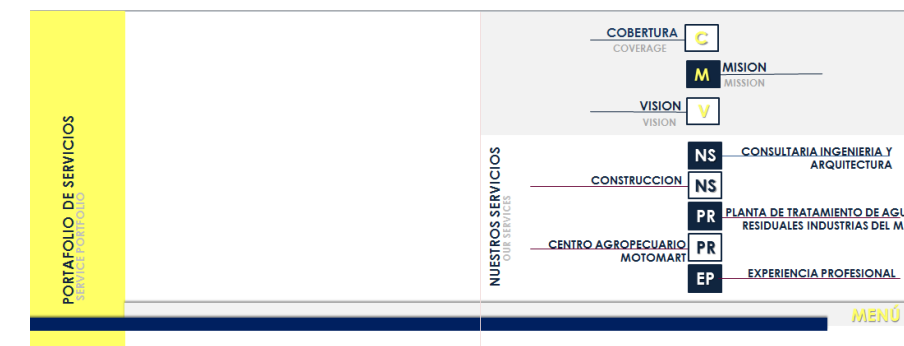 PORTAFOLIO DE SERVICIOS
SERVICE PORTFOLIO
COBERTURA C
COVERAGE
M MISION
MISSION
VISION V
VISION
NUESTROS SERVICIOS
OUR SERVICES
NS CONSULTARIA INGENIERIA Y
ARQUITECTURA
CONSTRUCCION NS
PR PLANTA DE TRATAMIENTO DE AGU
RESIDUALES INDUSTRIAS DEL M
CENTRO AGROPECUARIO PR
MOTOMART
EP EXPERIENCIA PROFESIONAL
MENÚ